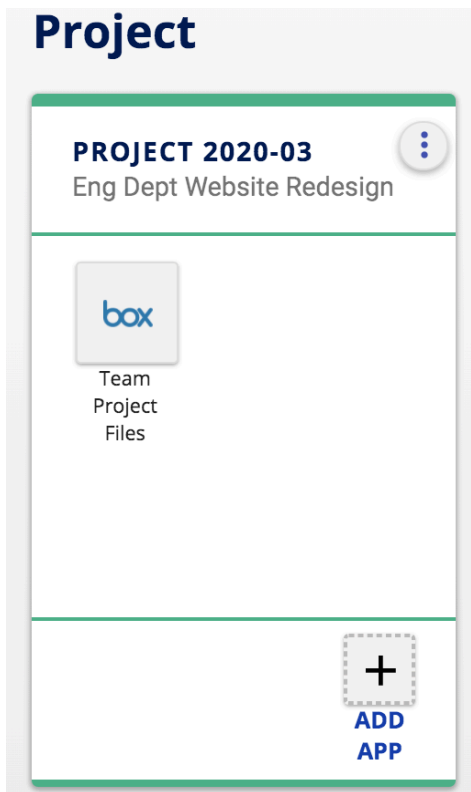 Project
PROJECT 2020-03
Eng Dept Website Redesign
box
Team
Project
Files
+
ADD
APP